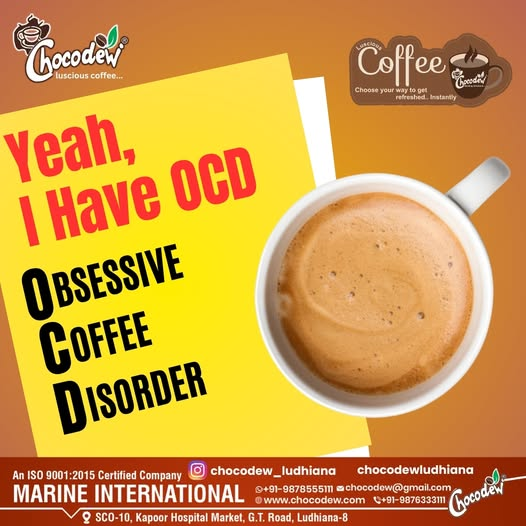 Chocodew
luscious coffee...
Luscious
Coffee
Chocodew
Choose your way to get
refreshed.. Instantly
Yeah,
I Have OCD
OBSESSIVE
COFFEE
DISORDER
An ISO 9001:2015 Certified Company
chocodew_ludhiana
chocodewludhiana
MARINE INTERNATIONAL
+91-9878555111
chocodew@gmail.com
www.chocodew.com
+91-9876333111
Chocodew
SCO-10, Kapoor Hospital Market, G.T. Road, Ludhiana-8